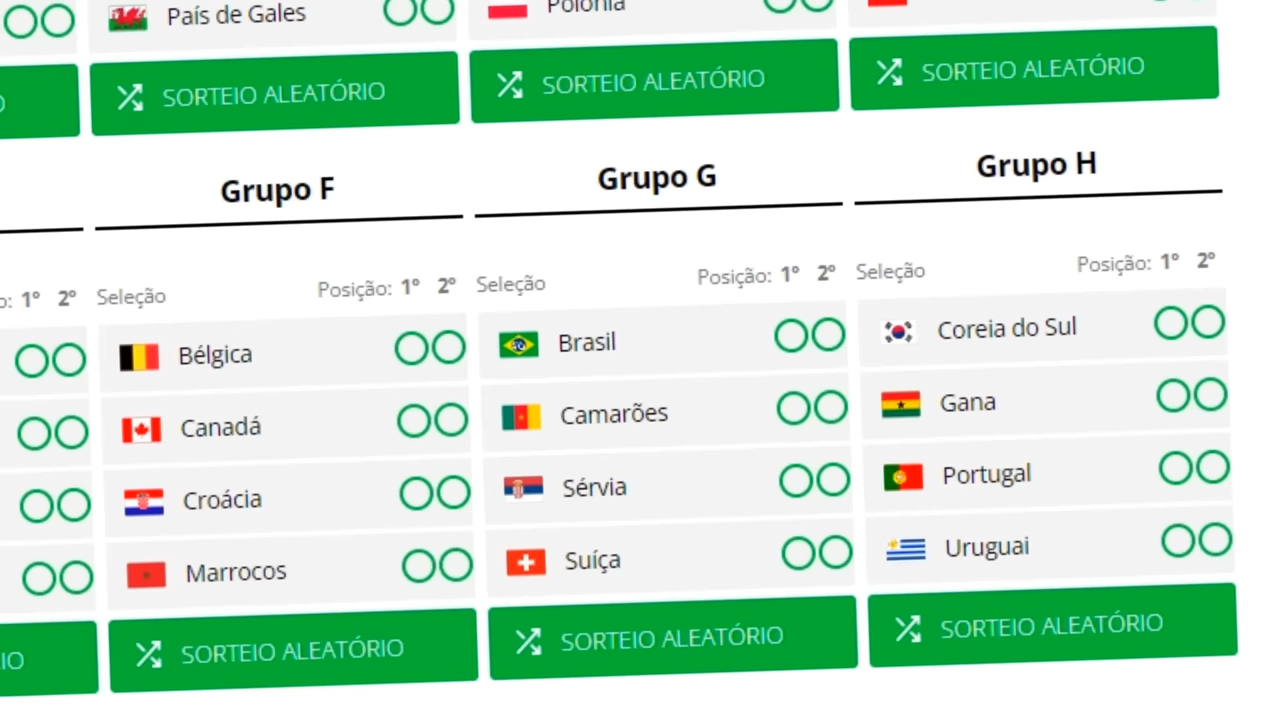 País de Gales
Polônia
SORTEIO ALEATÓRIO
SORTEIO ALEATÓRIO
SORTEIO ALEATÓRIO
Grupo F
Seleção Posição: 1º 2º
Bélgica
Canadá
Croácia
Marrocos
SORTEIO ALEATÓRIO
Grupo G
Seleção Posição: 1º 2º
Brasil
Camarões
Sérvia
Suíça
SORTEIO ALEATÓRIO
Grupo H
Seleção Posição: 1º 2º
Coreia do Sul
Gana
Portugal
Uruguai
SORTEIO ALEATÓRIO
1º 2º